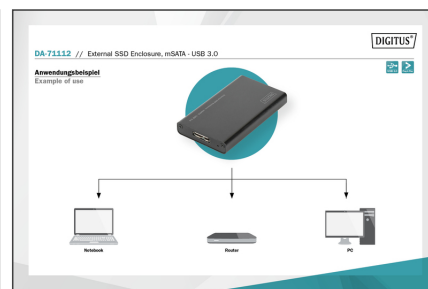 DIGITUS®
DA-71112 // External SSD Enclosure, mSATA - USB 3.0
Anwendungsbeispiel
Example of use
Notebook
Router
PC